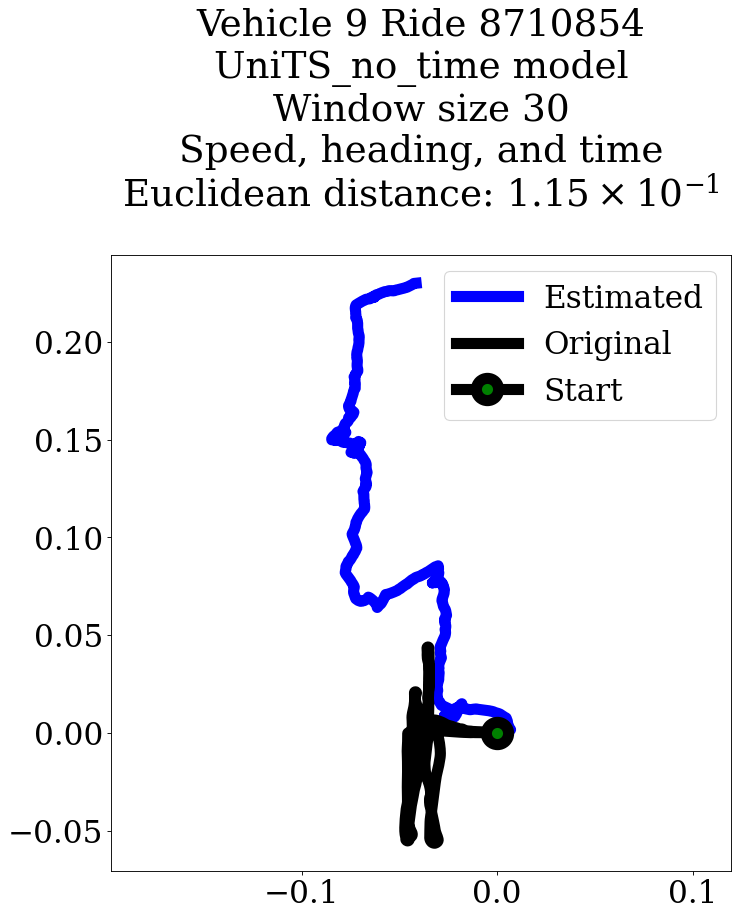 Vehicle 9 Ride 8710854
UniTS_no_time model
Window size 30
Speed, heading, and time
Euclidean distance: 1.15 × 10⁻¹
Estimated
Original
Start
0.20
0.15
0.10
0.05
0.00
−0.05
−0.1
0.0
0.1